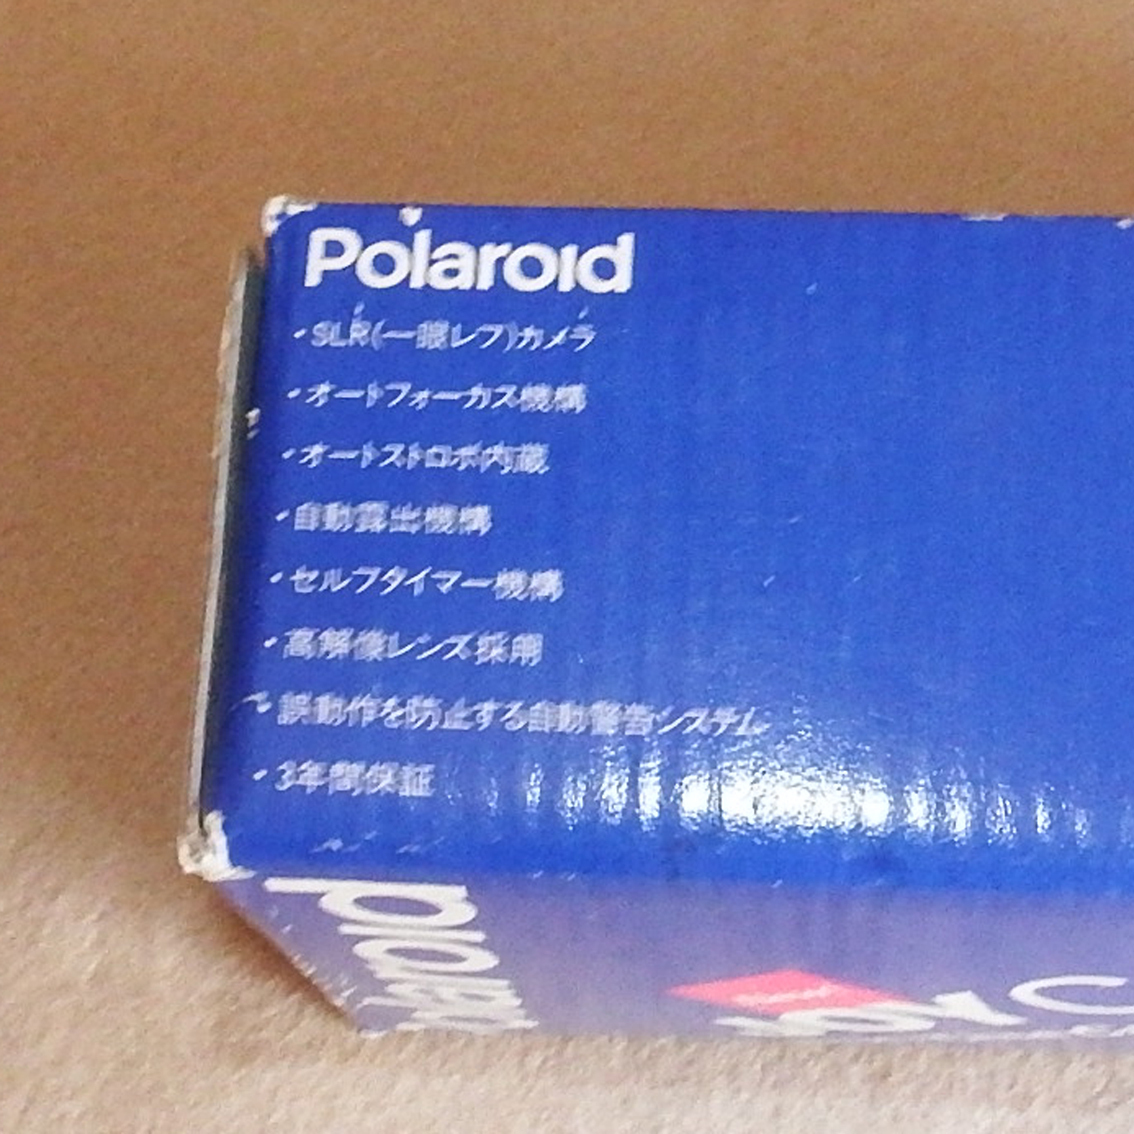 Polaroid
・SLR(一眼レフ)カメラ
・オートフォーカス機構
・オートストロボ内蔵
・自動露出機構
・セルフタイマー機構
・高解像レンズ採用
・誤動作を防止する自動警告システム
・3年間保証